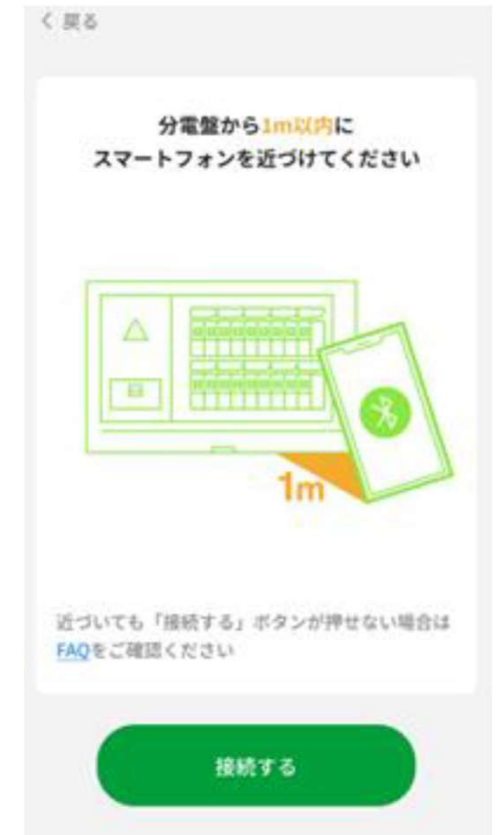 く 戻る
分電盤から1m以内に
スマートフォンを近づけてください
1m
近づいても「接続する」ボタンが押せない場合は
FAQをご確認ください
接続する